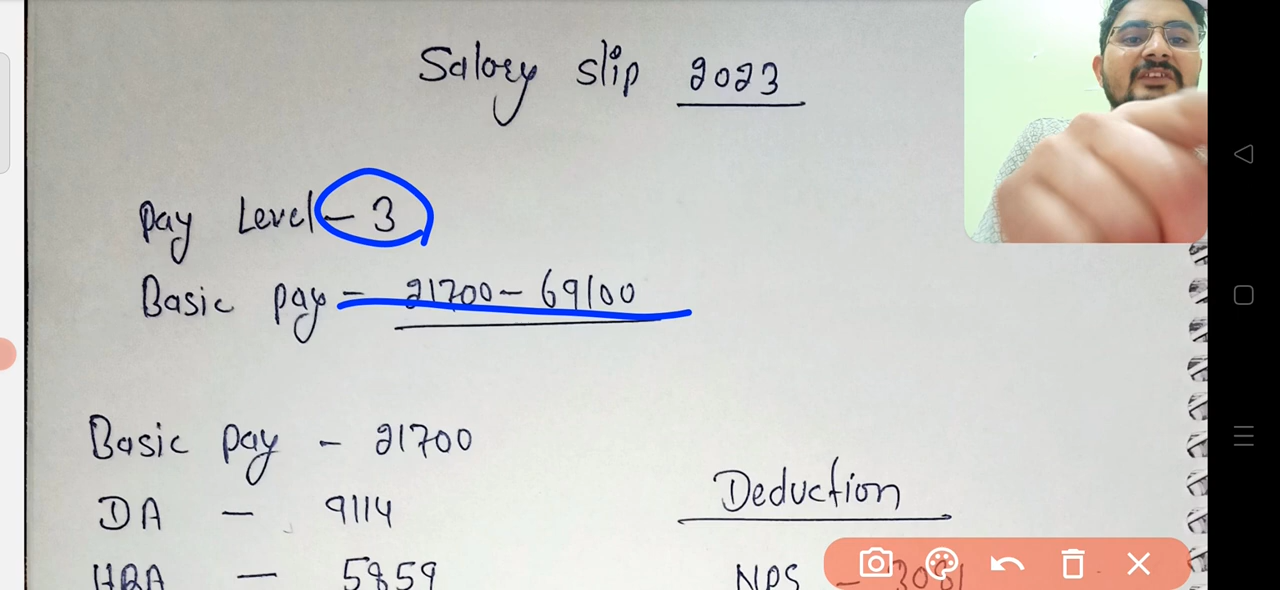 Salary slip 2023
Pay Level - 3
Basic pay - 21700 - 69100
Basic pay - 21700
DA - 9114
HRA - 5859
Deduction
NPS - 3081